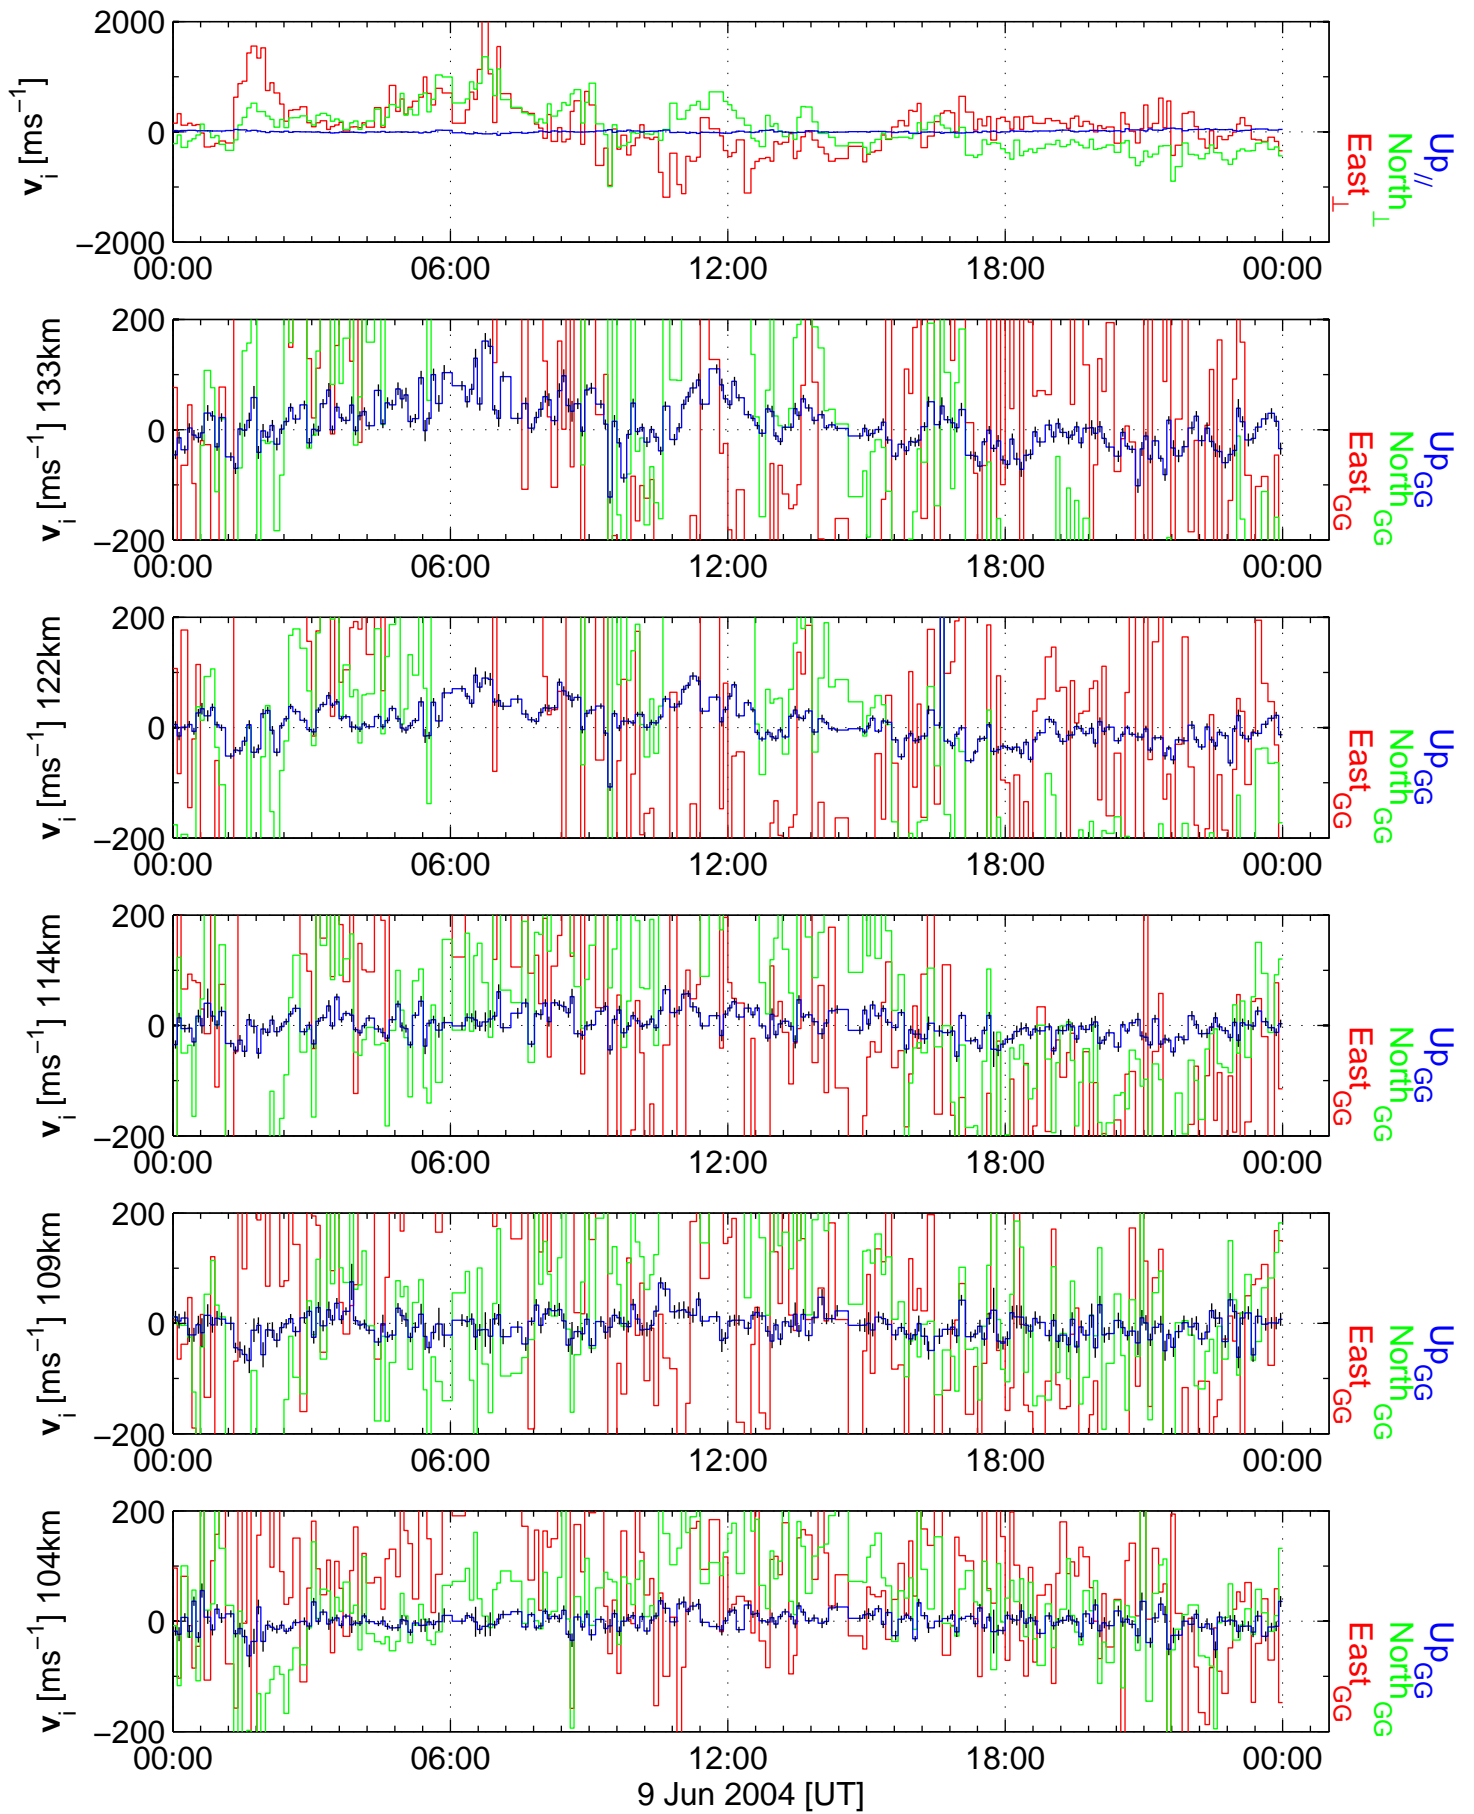 2000
0
−2000
v_i [ms⁻¹]
00:00 06:00 12:00 18:00 00:00
Up_//
North_⊥
East_⊥
200
0
−200
v_i [ms⁻¹] 133km
00:00 06:00 12:00 18:00 00:00
Up_GG
North_GG
East_GG
200
0
−200
v_i [ms⁻¹] 122km
00:00 06:00 12:00 18:00 00:00
Up_GG
North_GG
East_GG
200
0
−200
v_i [ms⁻¹] 114km
00:00 06:00 12:00 18:00 00:00
Up_GG
North_GG
East_GG
200
0
−200
v_i [ms⁻¹] 109km
00:00 06:00 12:00 18:00 00:00
Up_GG
North_GG
East_GG
200
0
−200
v_i [ms⁻¹] 104km
00:00 06:00 12:00 18:00 00:00
Up_GG
North_GG
East_GG
9 Jun 2004 [UT]